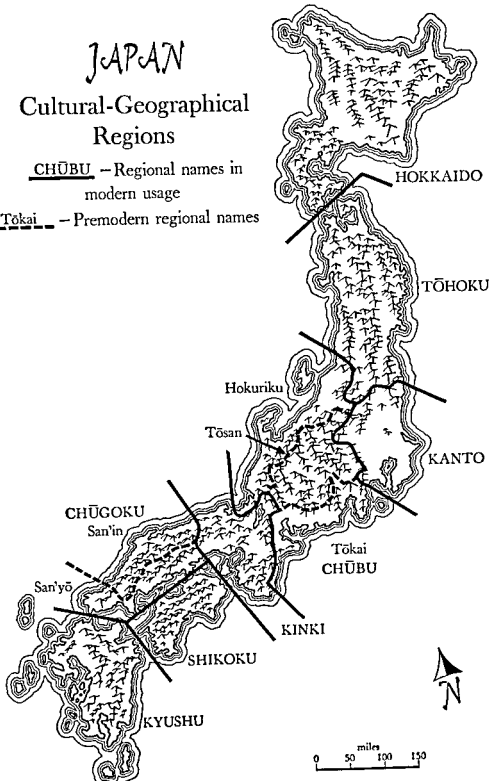 JAPAN
Cultural-Geographical
Regions
CHŪBU – Regional names in
modern usage
Tōkai – Premodern regional names
HOKKAIDO
TŌHOKU
Hokuriku
Tōsan
KANTO
CHŪGOKU
San'in
Tōkai
CHŪBU
San'yō
KINKI
SHIKOKU
KYUSHU
N
miles
0 50 100 150